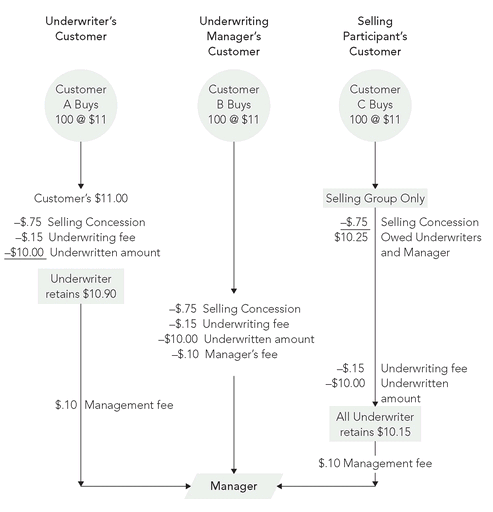 Underwriter's
Customer
Underwriting
Manager's
Customer
Selling
Participant's
Customer
Customer
A Buys
100 @ $11
Customer
B Buys
100 @ $11
Customer
C Buys
100 @ $11
Customer's $11.00
–$.75 Selling Concession
–$.15 Underwriting fee
–$10.00 Underwritten amount
Underwriter
retains $10.90
$.10 Management fee
–$.75 Selling Concession
–$.15 Underwriting fee
–$10.00 Underwritten amount
–$.10 Manager's fee
Selling Group Only
–$.75 Selling Concession
$10.25 Owed Underwriters
and Manager
–$.15 Underwriting fee
–$10.00 Underwritten
amount
All Underwriter
retains $10.15
$.10 Management fee
Manager